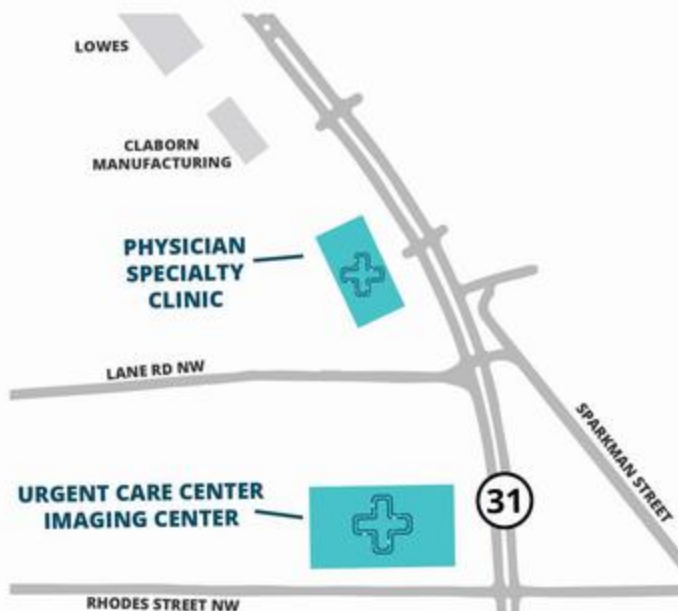 LOWES
CLABORN
MANUFACTURING
PHYSICIAN
SPECIALTY
CLINIC
LANE RD NW
SPARKMAN STREET
URGENT CARE CENTER
IMAGING CENTER
31
RHODES STREET NW